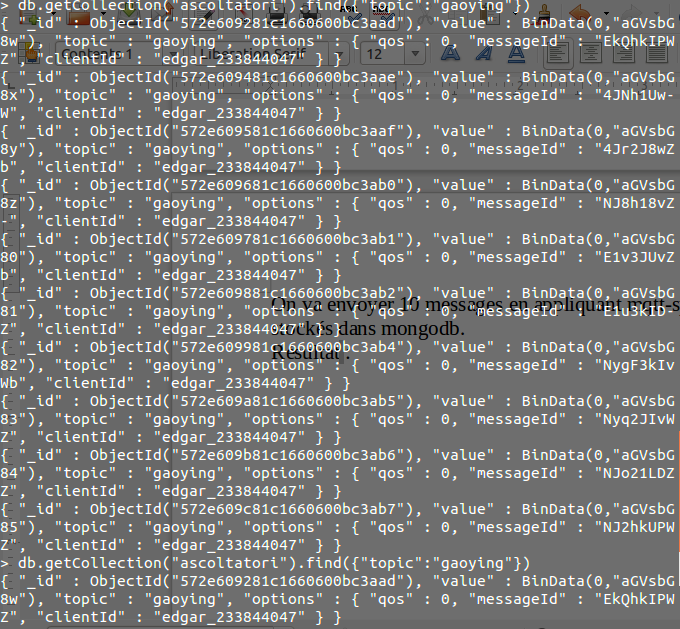 > db.getCollection("ascoltatori").find({"topic":"gaoying"})
{ "_id" : ObjectId("572e609281c1660600bc3aad"), "value" : BinData(0,"aGVsbG
8w"), "topic" : "gaoying", "options" : { "qos" : 0, "messageId" : "EkQhkIPW
Z", "clientId" : "edgar_233844047" } }
{ "_id" : ObjectId("572e609481c1660600bc3aae"), "value" : BinData(0,"aGVsbG
8x"), "topic" : "gaoying", "options" : { "qos" : 0, "messageId" : "4JNh1Uw-
W", "clientId" : "edgar_233844047" } }
{ "_id" : ObjectId("572e609581c1660600bc3aaf"), "value" : BinData(0,"aGVsbG
8y"), "topic" : "gaoying", "options" : { "qos" : 0, "messageId" : "4Jr2J8wZ
b", "clientId" : "edgar_233844047" } }
{ "_id" : ObjectId("572e609681c1660600bc3ab0"), "value" : BinData(0,"aGVsbG
8z"), "topic" : "gaoying", "options" : { "qos" : 0, "messageId" : "NJ8h18vZ
-", "clientId" : "edgar_233844047" } }
{ "_id" : ObjectId("572e609781c1660600bc3ab1"), "value" : BinData(0,"aGVsbG
80"), "topic" : "gaoying", "options" : { "qos" : 0, "messageId" : "E1v3JUvZ
b", "clientId" : "edgar_233844047" } }
{ "_id" : ObjectId("572e609881c1660600bc3ab2"), "value" : BinData(0,"aGVsbG
81"), "topic" : "gaoying", "options" : { "qos" : 0, "messageId" :
Z", "clientId" : "edgar_233844047" } }
{ "_id" : ObjectId("572e609981c1660600bc3ab4"), "value" : BinData(0,"aGVsbG
82"), "topic" : "gaoying", "options" : { "qos" : 0, "messageId" : "NygF3kIv
Wb", "clientId" : "edgar_233844047" } }
{ "_id" : ObjectId("572e609a81c1660600bc3ab5"), "value" : BinData(0,"aGVsbG
83"), "topic" : "gaoying", "options" : { "qos" : 0, "messageId" : "Nyq2JIvW
Z", "clientId" : "edgar_233844047" } }
{ "_id" : ObjectId("572e609b81c1660600bc3ab6"), "value" : BinData(0,"aGVsbG
84"), "topic" : "gaoying", "options" : { "qos" : 0, "messageId" : "NJo21LDZ
Z", "clientId" : "edgar_233844047" } }
{ "_id" : ObjectId("572e609c81c1660600bc3ab7"), "value" : BinData(0,"aGVsbG
85"), "topic" : "gaoying", "options" : { "qos" : 0, "messageId" : "NJ2hkUPW
Z", "clientId" : "edgar_233844047" } }
> db.getCollection("ascoltatori").find({"topic":"gaoying"})
{ "_id" : ObjectId("572e609281c1660600bc3aad"), "value" : BinData(0,"aGVsbG
8w"), "topic" : "gaoying", "options" : { "qos" : 0, "messageId" : "EkQhkIPW
Z", "clientId" : "edgar_233844047" } }
Contents 1
Liberation Serif
12
On va envoyer 10 messages en appliquant mqtt-s
dans mongodb.
Résultat :